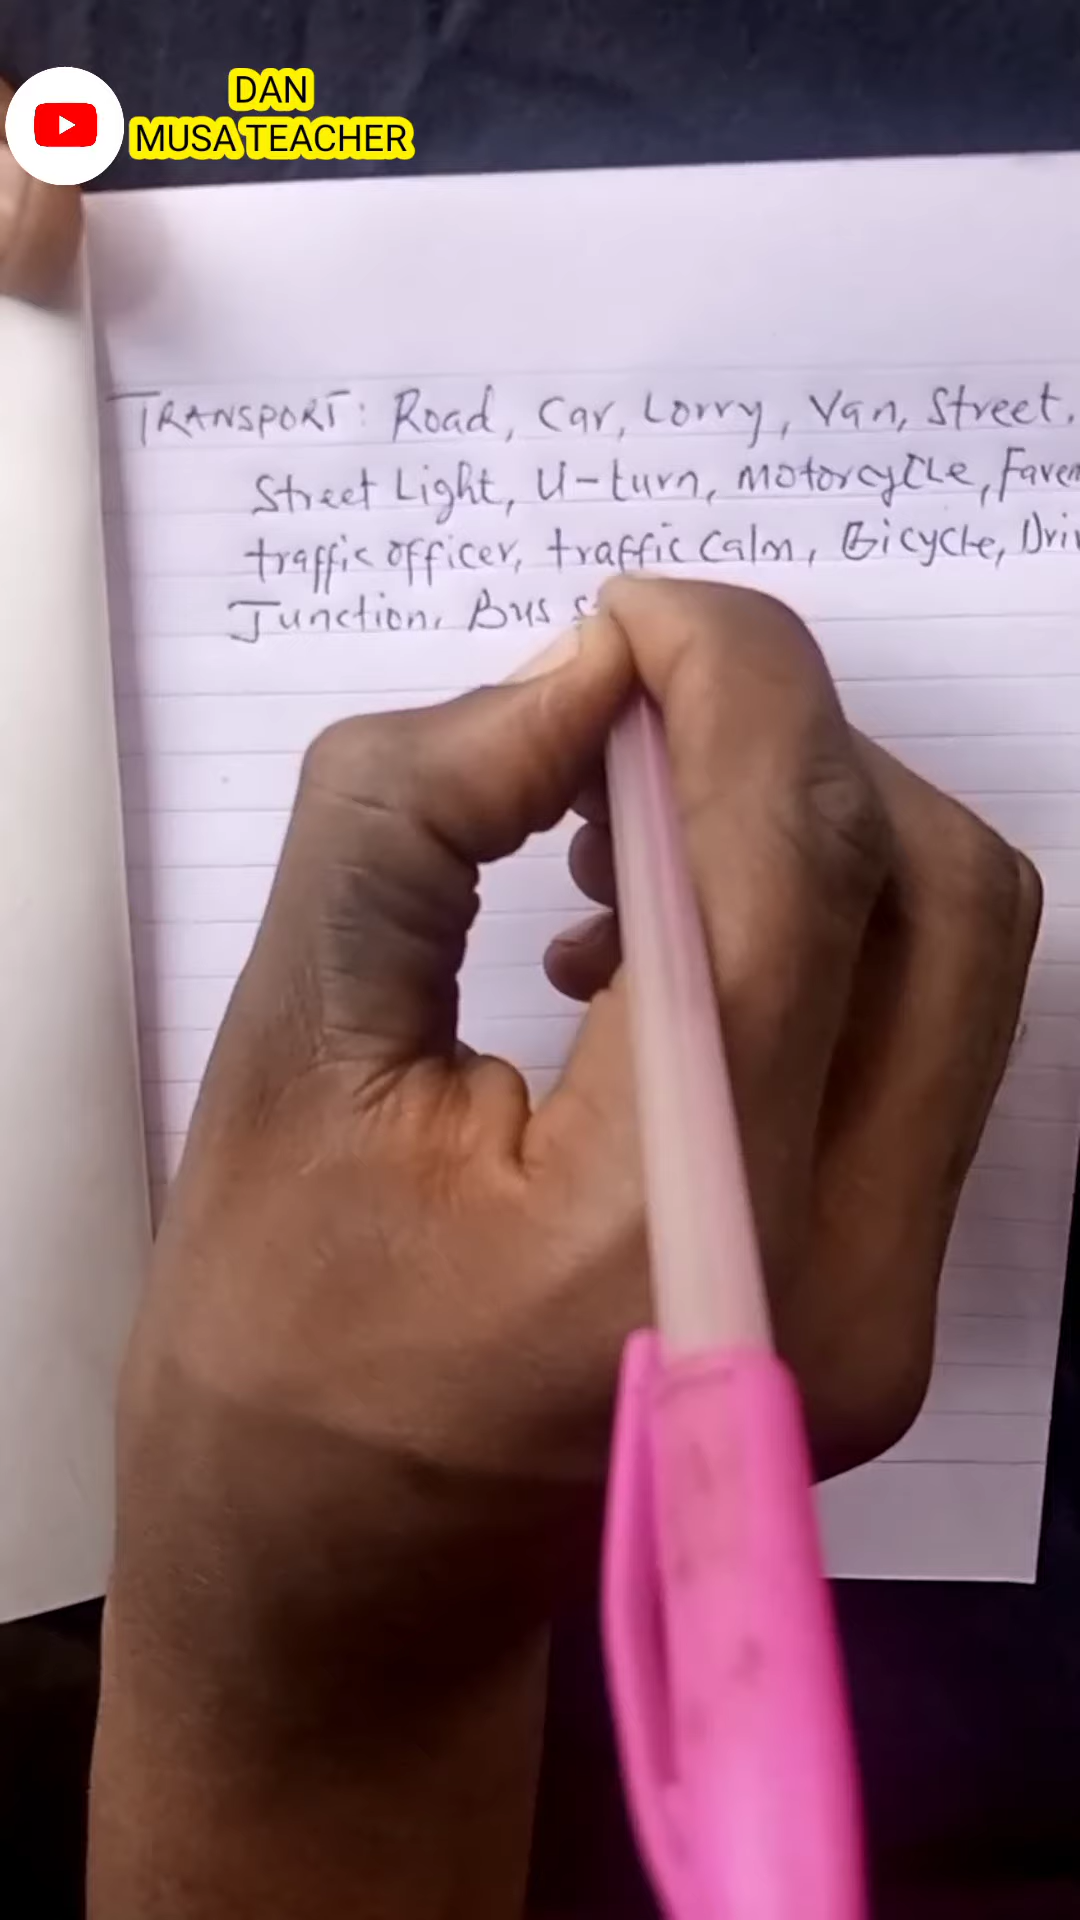 DAN
MUSA TEACHER
TRANSPORT: Road, Car, Lorry, Van, Street,
Street Light, U-turn, Motorcycle,
traffic officer, traffic Calm, Bicycle,
Junction, Bus